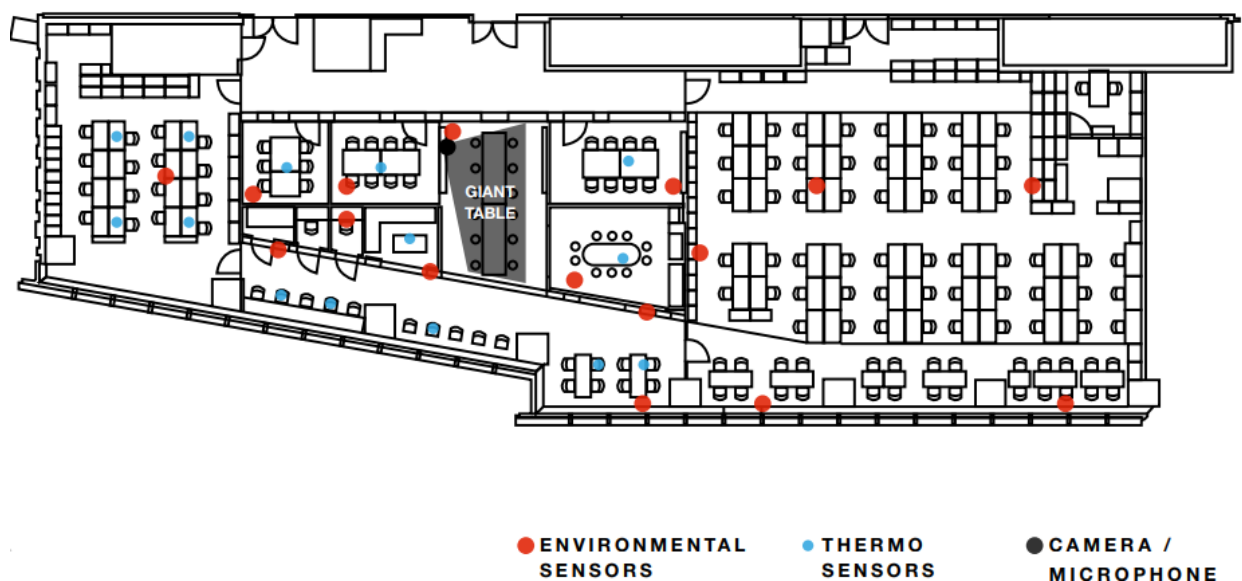 GIANT
TABLE
ENVIRONMENTAL
SENSORS
THERMO
SENSORS
CAMERA /
MICROPHONE